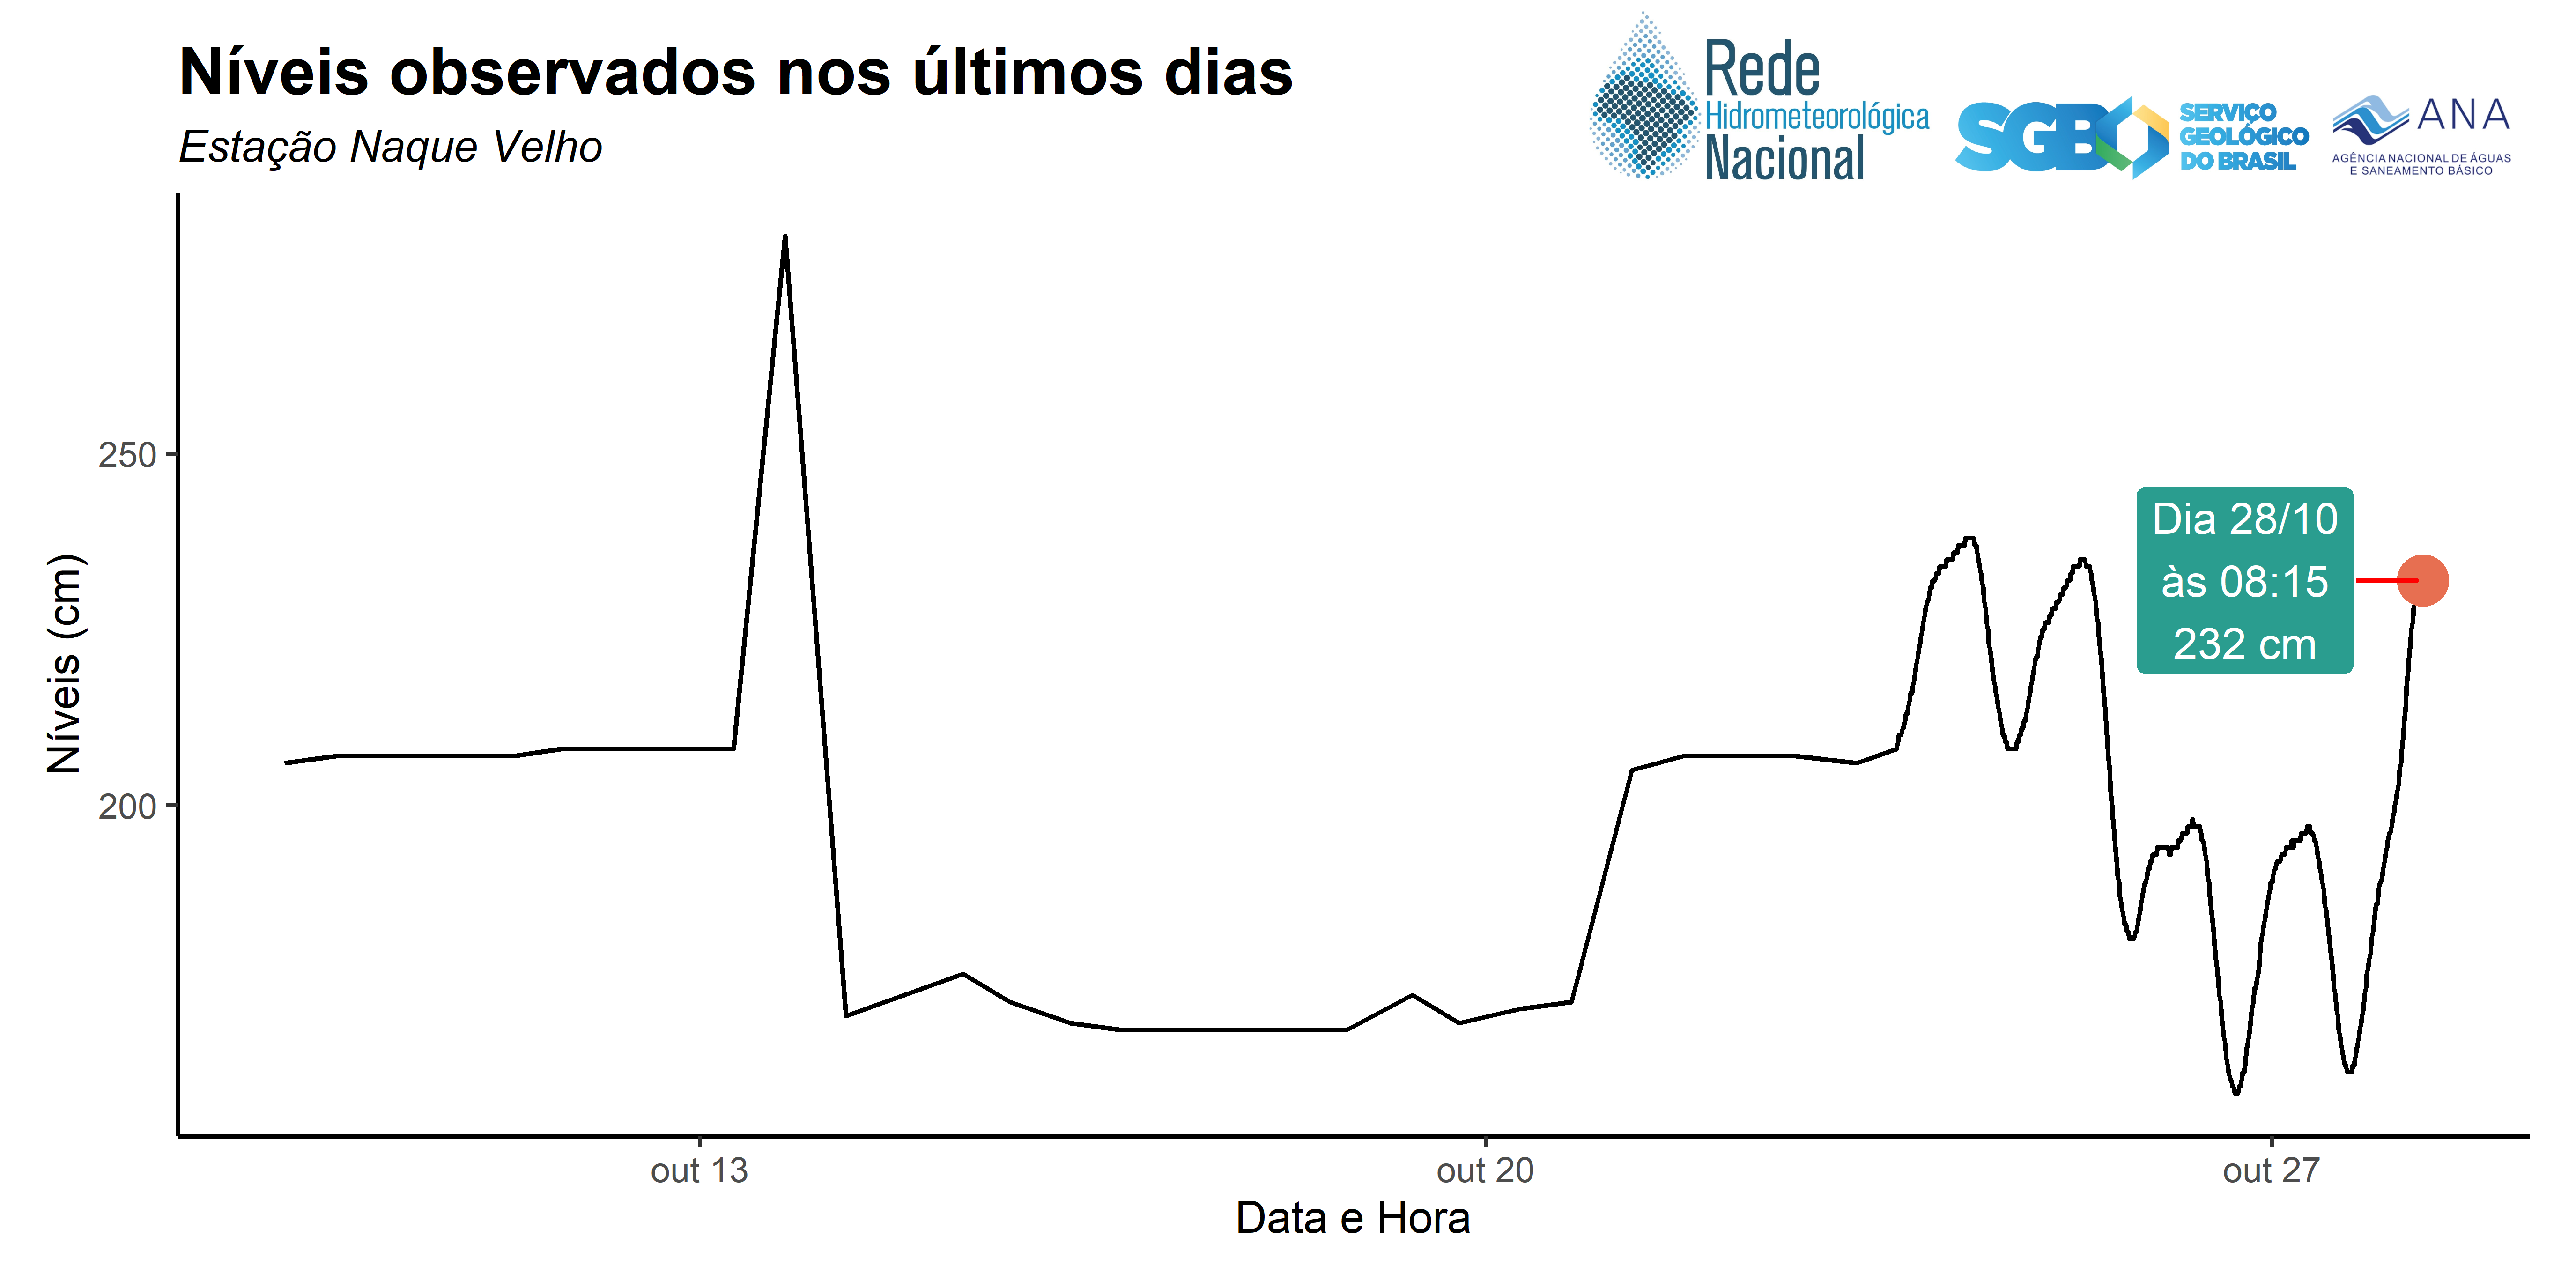 Níveis observados nos últimos dias
Estação Naque Velho
Rede
Hidrometeorológica
Nacional
SGB
SERVIÇO
GEOLÓGICO
DO BRASIL
ANA
AGÊNCIA NACIONAL DE ÁGUAS
E SANEAMENTO BÁSICO
Níveis (cm)
250
200
Dia 28/10
às 08:15
232 cm
out 13
out 20
out 27
Data e Hora